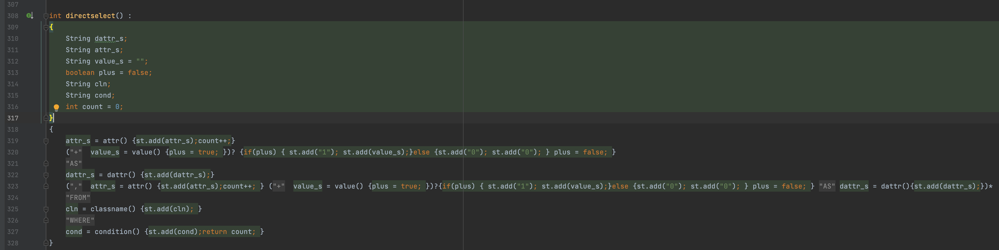 307
308 int directselect() :
309 {
310 String dattr_s;
311 String attr_s;
312 String value_s = "";
313 boolean plus = false;
314 String cln;
315 String cond;
316 int count = 0;
317 }
318 {
319 attr_s = attr() {st.add(attr_s);count++;}
320 ("+"  value_s = value() {plus = true; })? {if(plus) { st.add("1"); st.add(value_s);}else {st.add("0"); st.add("0"); } plus = false; }
321 "AS"
322 dattr_s = dattr() {st.add(dattr_s);}
323 (","  attr_s = attr() {st.add(attr_s);count++; } ("+"  value_s = value() {plus = true; })?{if(plus) { st.add("1"); st.add(value_s);}else {st.add("0"); st.add("0"); } plus = false; } "AS" dattr_s = dattr(){st.add(dattr_s);})*
324 "FROM"
325 cln = classname() {st.add(cln); }
326 "WHERE"
327 cond = condition() {st.add(cond);return count; }
328 }